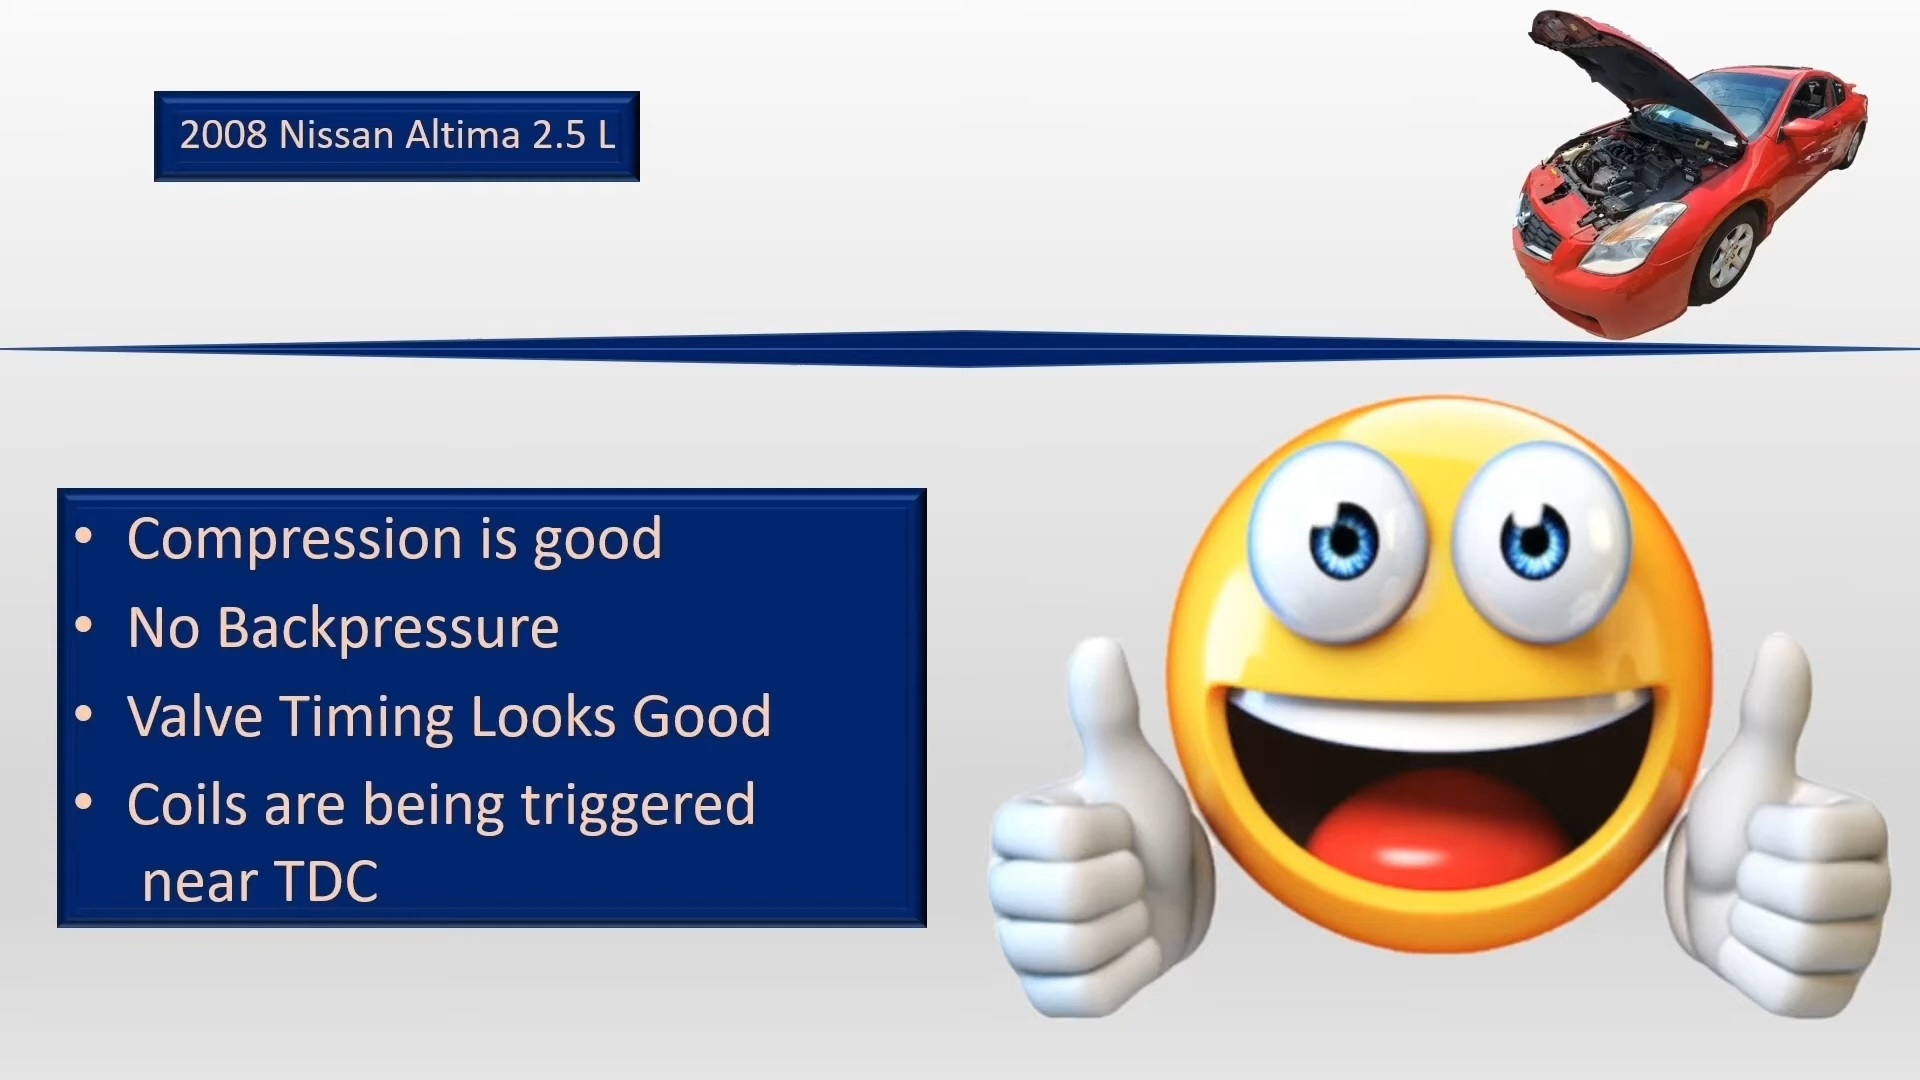 2008 Nissan Altima 2.5 L
• Compression is good
• No Backpressure
• Valve Timing Looks Good
• Coils are being triggered
near TDC